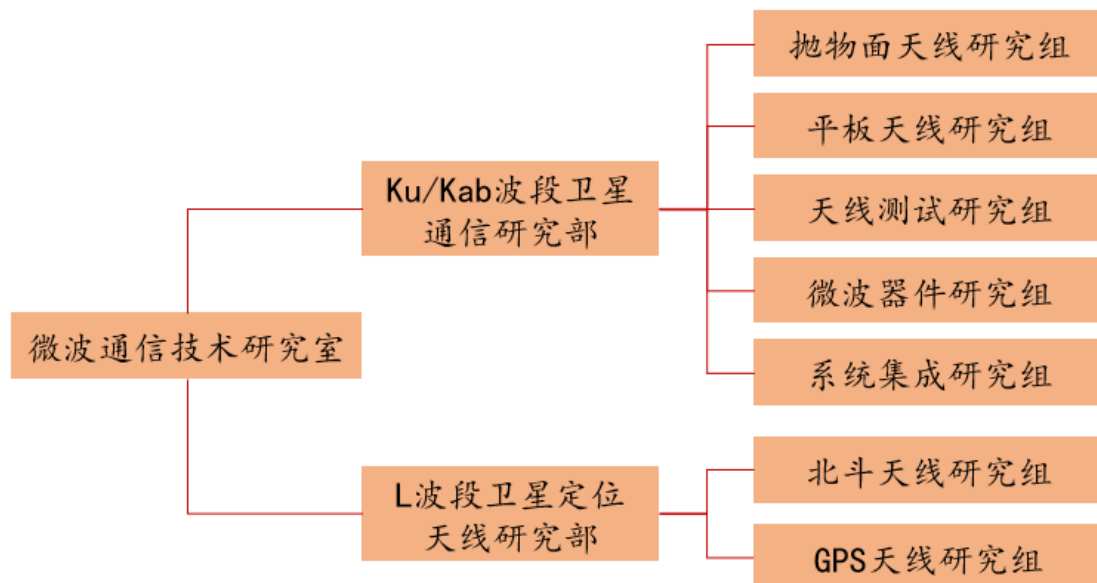 微波通信技术研究室
Ku/Kab波段卫星
通信研究部
抛物面天线研究组
平板天线研究组
天线测试研究组
微波器件研究组
系统集成研究组
L波段卫星定位
天线研究部
北斗天线研究组
GPS天线研究组